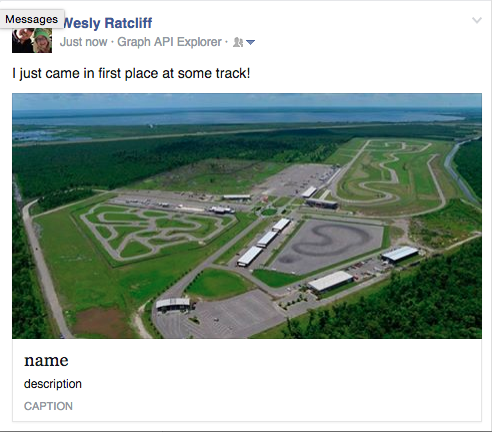 Messages
Wesly Ratcliff
Just now · Graph API Explorer ·
I just came in first place at some track!
name
description
CAPTION